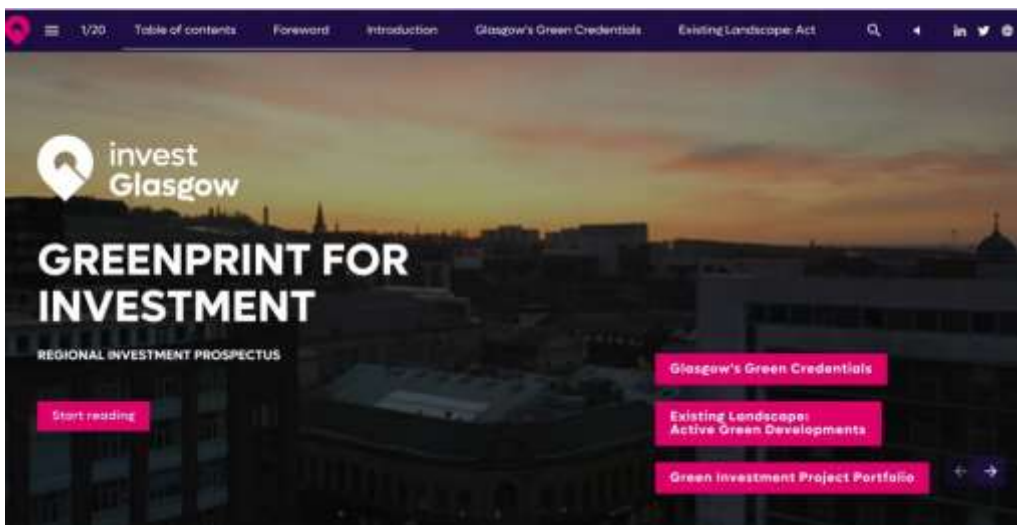 1/20 Table of contents Foreword Introduction Glasgow's Green Credentials Existing Landscape: Act
in
invest
Glasgow
GREENPRINT FOR
INVESTMENT
REGIONAL INVESTMENT PROSPECTUS
Start reading
Glasgow's Green Credentials
Existing Landscape:
Active Green Developments
Green Investment Project Portfolio